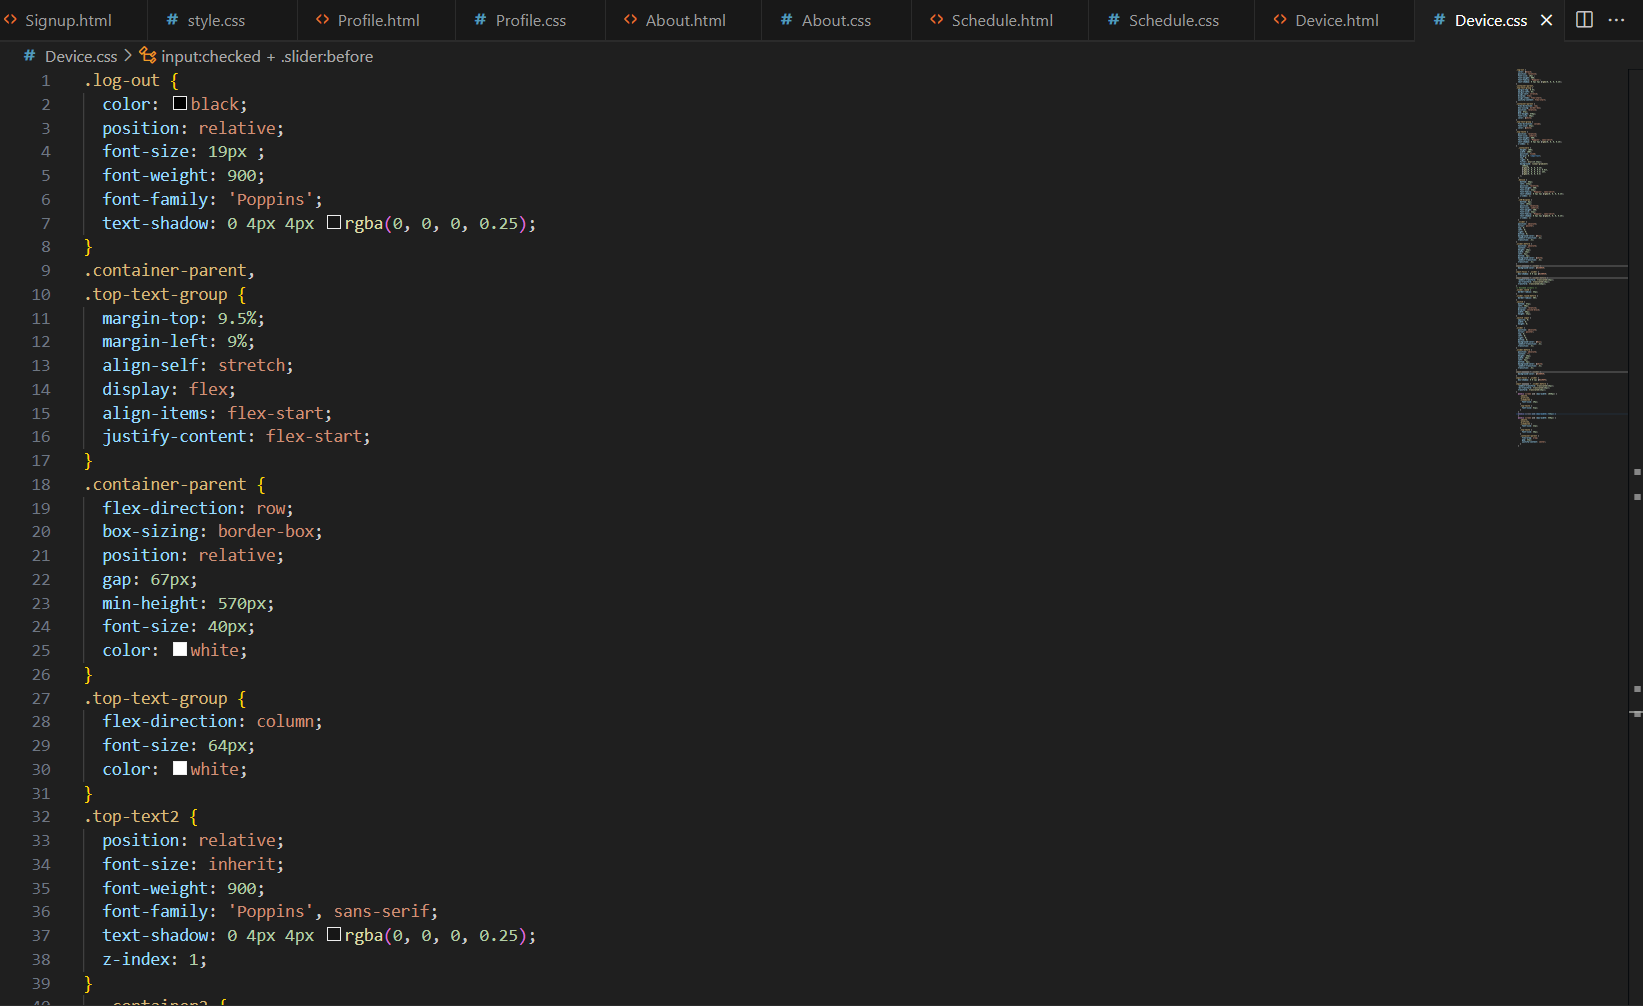 Signup.html # style.css Profile.html # Profile.css About.html # About.css Schedule.html # Schedule.css Device.html # Device.css
# Device.css > input:checked + .slider:before
1 .log-out {
2 color: black;
3 position: relative;
4 font-size: 19px ;
5 font-weight: 900;
6 font-family: 'Poppins';
7 text-shadow: 0 4px 4px rgba(0, 0, 0, 0.25);
8 }
9 .container-parent,
10 .top-text-group {
11 margin-top: 9.5%;
12 margin-left: 9%;
13 align-self: stretch;
14 display: flex;
15 align-items: flex-start;
16 justify-content: flex-start;
17 }
18 .container-parent {
19 flex-direction: row;
20 box-sizing: border-box;
21 position: relative;
22 gap: 67px;
23 min-height: 570px;
24 font-size: 40px;
25 color: white;
26 }
27 .top-text-group {
28 flex-direction: column;
29 font-size: 64px;
30 color: white;
31 }
32 .top-text2 {
33 position: relative;
34 font-size: inherit;
35 font-weight: 900;
36 font-family: 'Poppins', sans-serif;
37 text-shadow: 0 4px 4px rgba(0, 0, 0, 0.25);
38 z-index: 1;
39 }